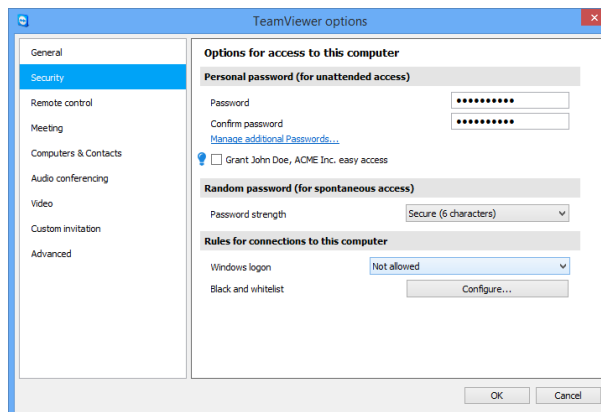 TeamViewer options
General
Security
Remote control
Meeting
Computers & Contacts
Audio conferencing
Video
Custom invitation
Advanced
Options for access to this computer
Personal password (for unattended access)
Password ••••••••••
Confirm password ••••••••••
Manage additional Passwords...
Grant John Doe, ACME Inc. easy access
Random password (for spontaneous access)
Password strength Secure (6 characters)
Rules for connections to this computer
Windows logon Not allowed
Black and whitelist Configure...
OK Cancel